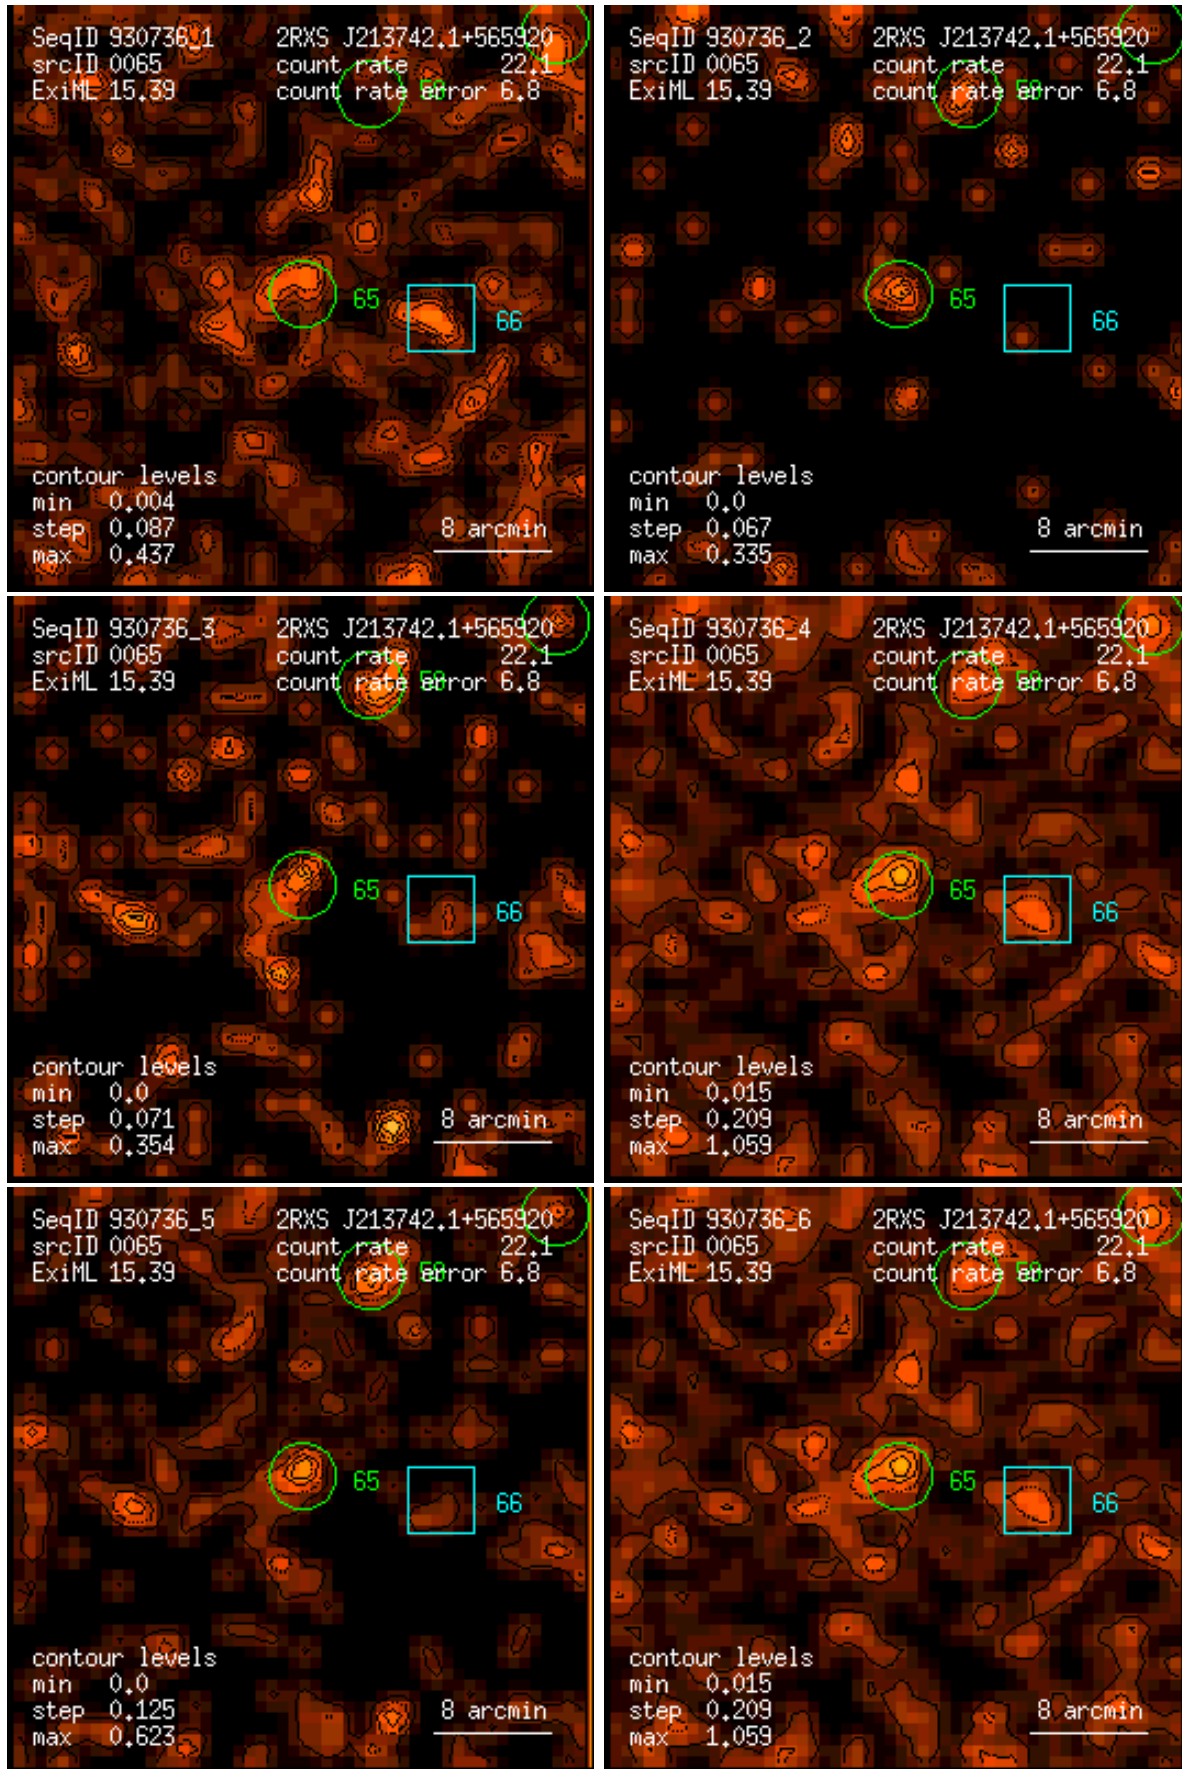 SeqID 930736_1 2RXS J213742.1+565920
srcID 0065 count rate 22.1
ExiML 15.39 count rate error 6.8
59
65
66
contour levels
min 0.004
step 0.087 8 arcmin
max 0.437
SeqID 930736_2 2RXS J213742.1+565920
srcID 0065 count rate 22.1
ExiML 15.39 count rate error 6.8
59
65
66
contour levels
min 0.0
step 0.067 8 arcmin
max 0.335
SeqID 930736_3 2RXS J213742.1+565920
srcID 0065 count rate 22.1
ExiML 15.39 count rate error 6.8
59
65
66
contour levels
min 0.0
step 0.071 8 arcmin
max 0.354
SeqID 930736_4 2RXS J213742.1+565920
srcID 0065 count rate 22.1
ExiML 15.39 count rate error 6.8
59
65
66
contour levels
min 0.015
step 0.209 8 arcmin
max 1.059
SeqID 930736_5 2RXS J213742.1+565920
srcID 0065 count rate 22.1
ExiML 15.39 count rate error 6.8
59
65
66
contour levels
min 0.0
step 0.125 8 arcmin
max 0.623
SeqID 930736_6 2RXS J213742.1+565920
srcID 0065 count rate 22.1
ExiML 15.39 count rate error 6.8
59
65
66
contour levels
min 0.015
step 0.209 8 arcmin
max 1.059